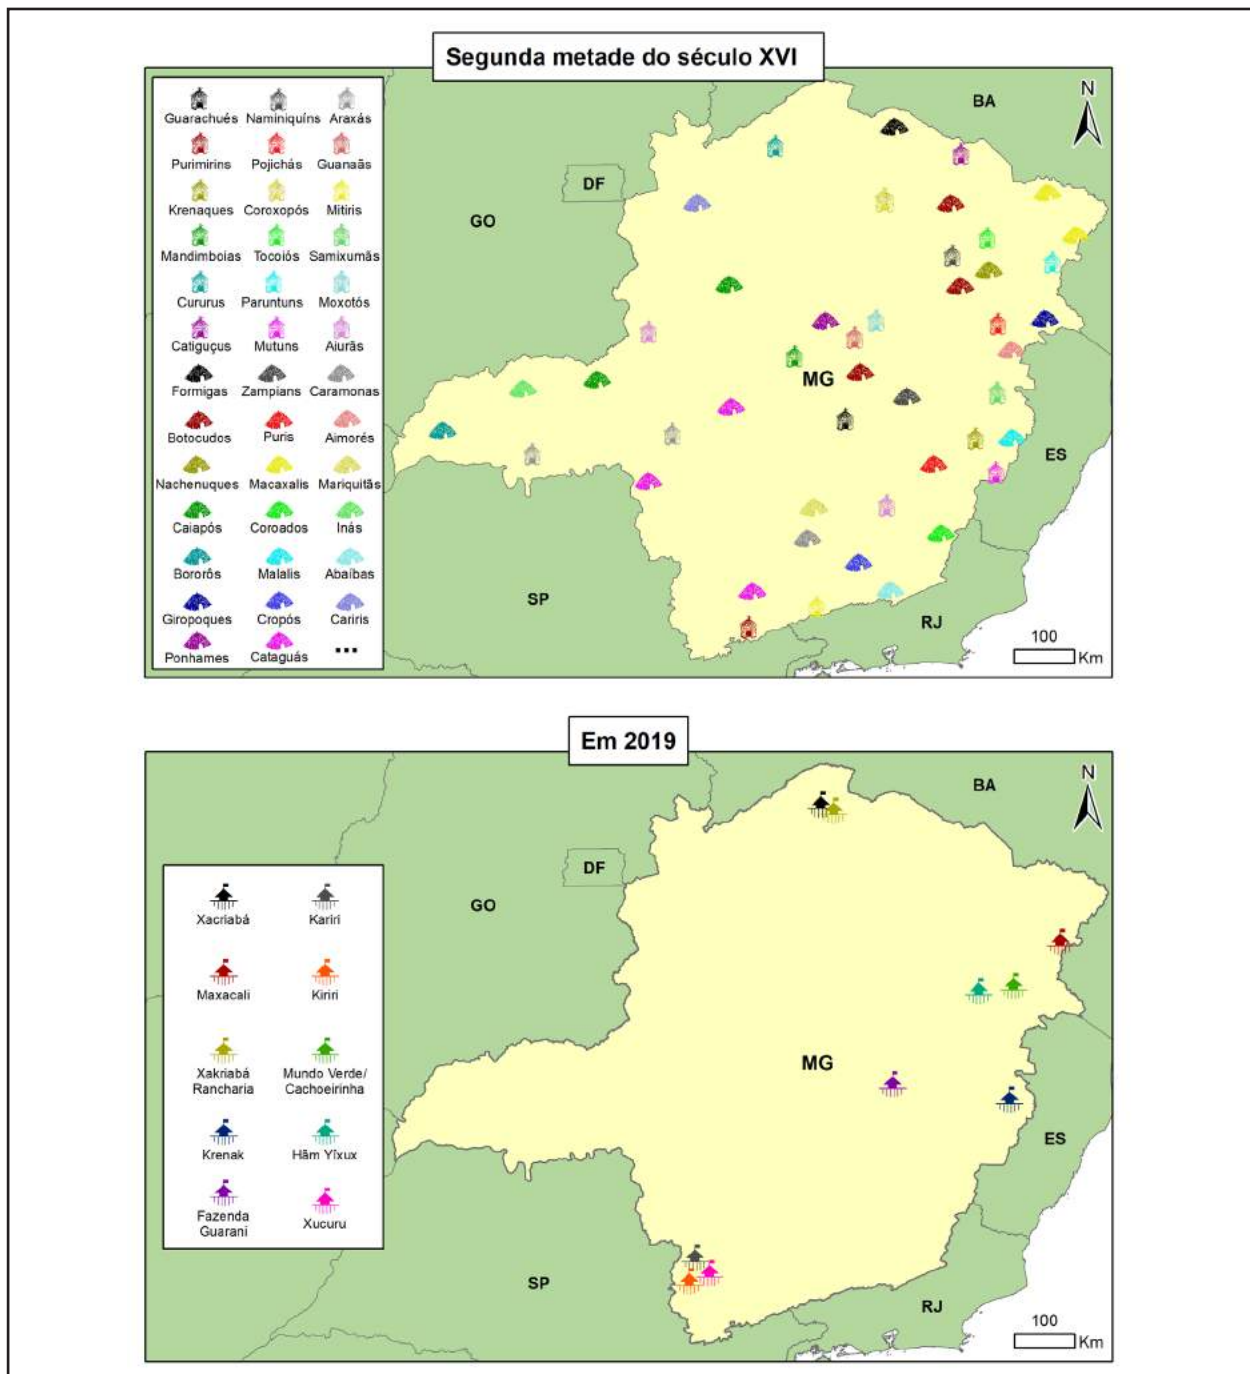 Segunda metade do século XVI
Guarachués Naminiquíns Araxás
Purimirins Pojichás Guanaãs
Krenaques Coroxopós Mitiris
Mandimboias Tocoiós Samixumãs
Cururus Paruntuns Moxotós
Catiguçus Mutuns Aiurãs
Formigas Zampians Caramonas
Botocudos Puris Aimorés
Nachenuques Macaxalis Mariquitãs
Caiapós Coroados Inás
Bororôs Malalis Abaíbas
Giropoques Cropós Cariris
Ponhames Cataguás ...
BA
N
DF
GO
MG
ES
SP
RJ
100
Km
Em 2019
BA
N
DF
GO
Xacriabá Kariri
Maxacali Kiriri
Xakriabá Mundo Verde/
Rancharia Cachoeirinha
Krenak Hãm Yîxux
Fazenda
Guarani Xucuru
MG
ES
SP
RJ
100
Km